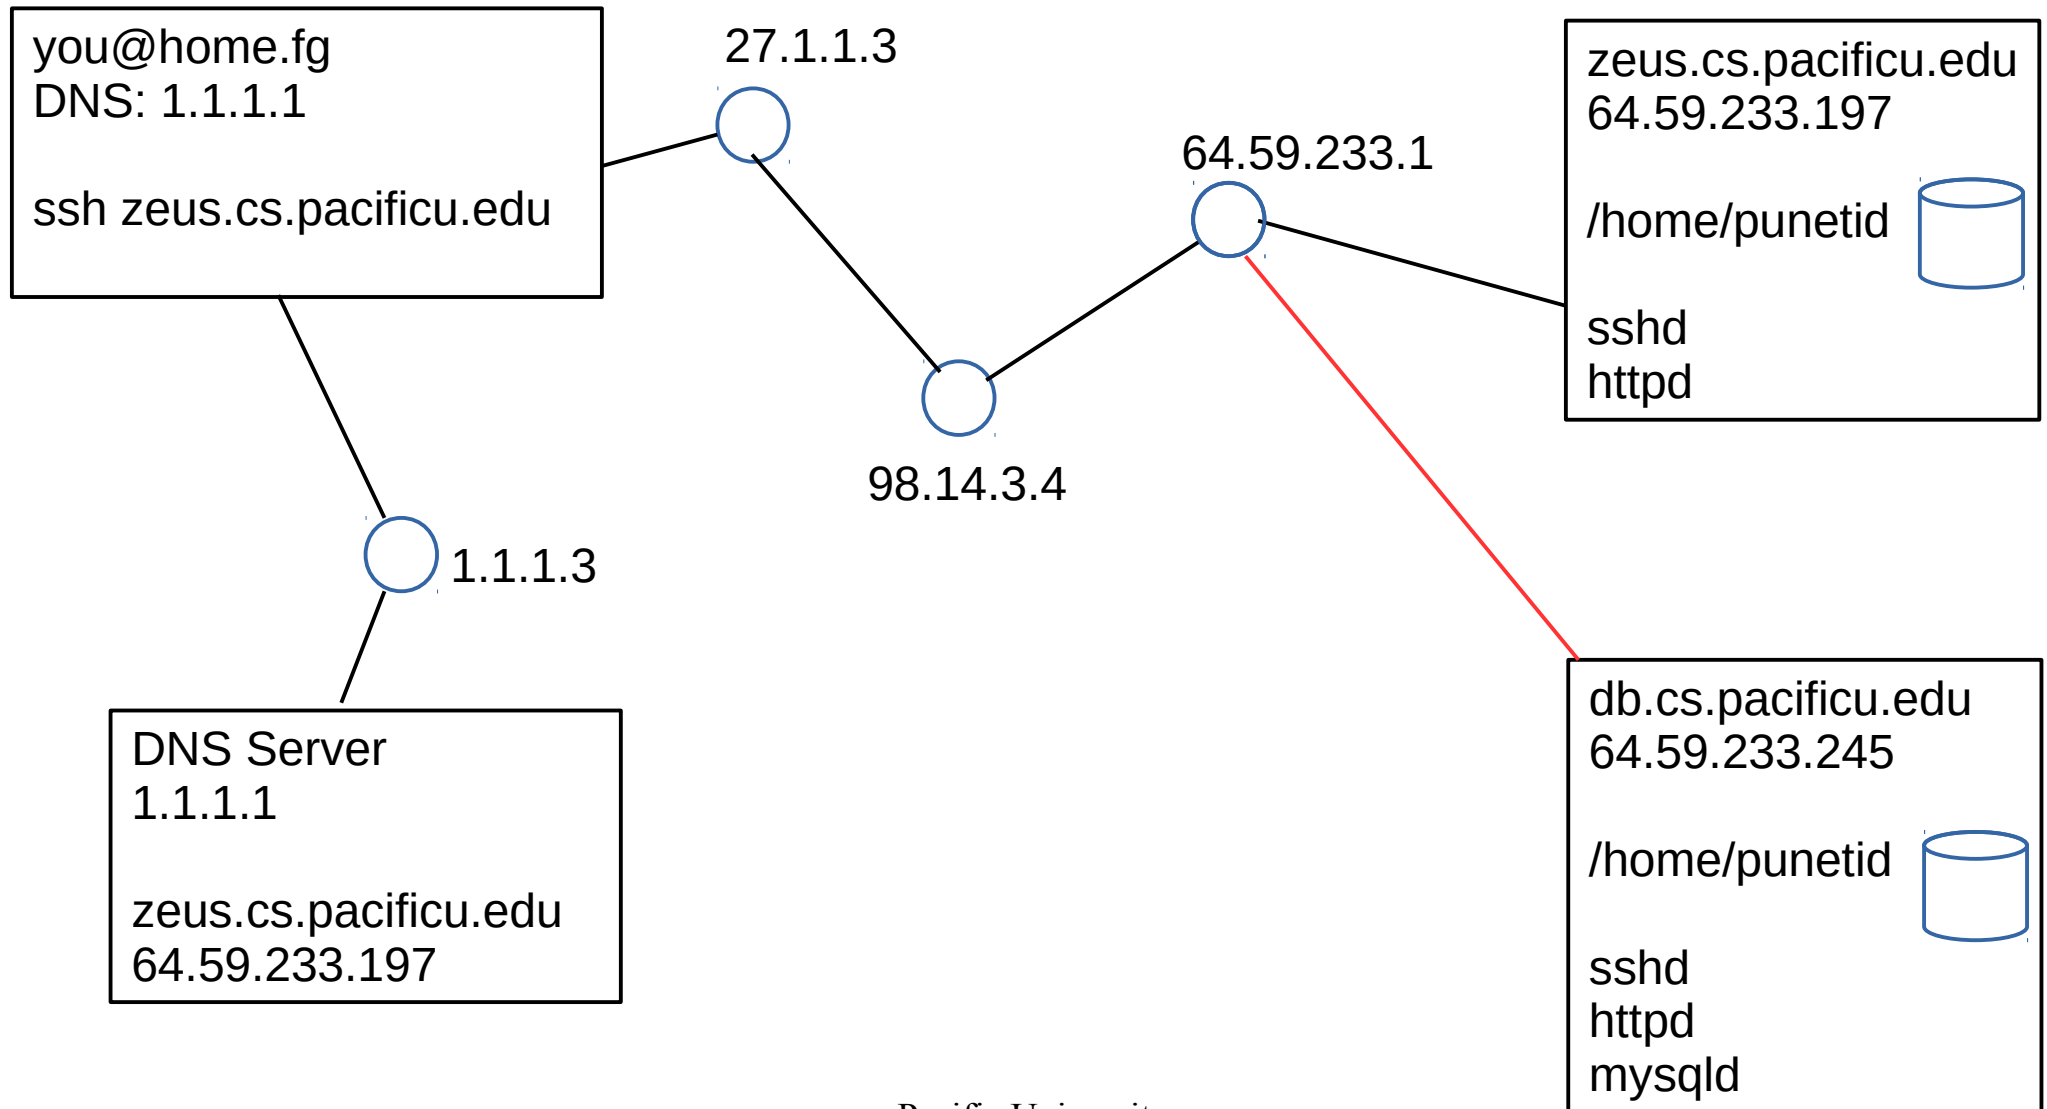 you@home.fg
DNS: 1.1.1.1
ssh zeus.cs.pacificu.edu
27.1.1.3
64.59.233.1
98.14.3.4
1.1.1.3
zeus.cs.pacificu.edu
64.59.233.197
/home/punetid
sshd
httpd
DNS Server
1.1.1.1
zeus.cs.pacificu.edu
64.59.233.197
db.cs.pacificu.edu
64.59.233.245
/home/punetid
sshd
httpd
mysqld